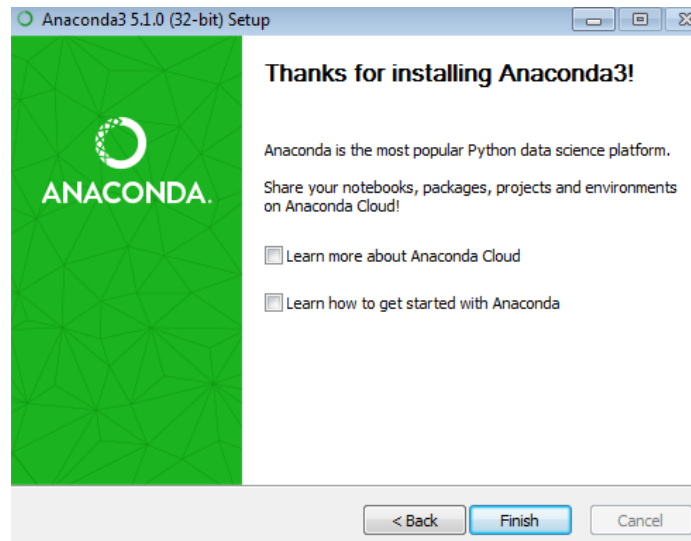 Anaconda3 5.1.0 (32-bit) Setup
Thanks for installing Anaconda3!
ANACONDA.
Anaconda is the most popular Python data science platform.
Share your notebooks, packages, projects and environments
on Anaconda Cloud!
Learn more about Anaconda Cloud
Learn how to get started with Anaconda
< Back
Finish
Cancel